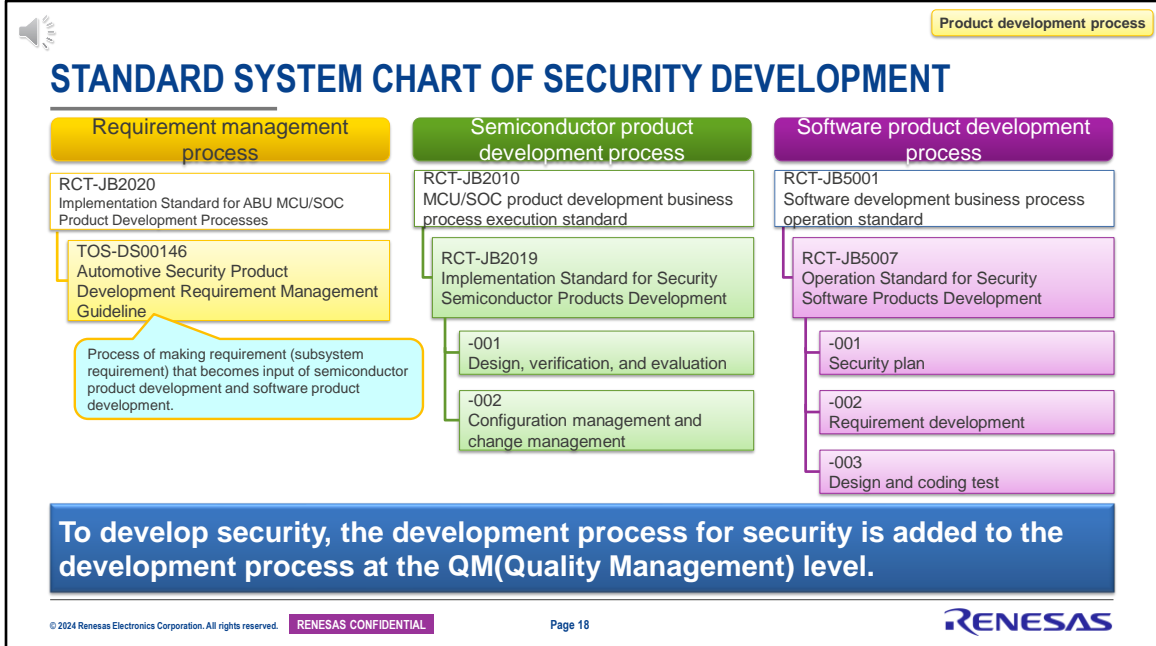 Product development process
STANDARD SYSTEM CHART OF SECURITY DEVELOPMENT
Requirement management
process
RCT-JB2020
Implementation Standard for ABU MCU/SOC
Product Development Processes
TOS-DS00146
Automotive Security Product
Development Requirement Management
Guideline
Process of making requirement (subsystem
requirement) that becomes input of semiconductor
product development and software product
development.
Semiconductor product
development process
RCT-JB2010
MCU/SOC product development business
process execution standard
RCT-JB2019
Implementation Standard for Security
Semiconductor Products Development
-001
Design, verification, and evaluation
-002
Configuration management and
change management
Software product development
process
RCT-JB5001
Software development business process
operation standard
RCT-JB5007
Operation Standard for Security
Software Products Development
-001
Security plan
-002
Requirement development
-003
Design and coding test
To develop security, the development process for security is added to the
development process at the QM(Quality Management) level.
© 2024 Renesas Electronics Corporation. All rights reserved.
RENESAS CONFIDENTIAL
Page 18
RENESAS